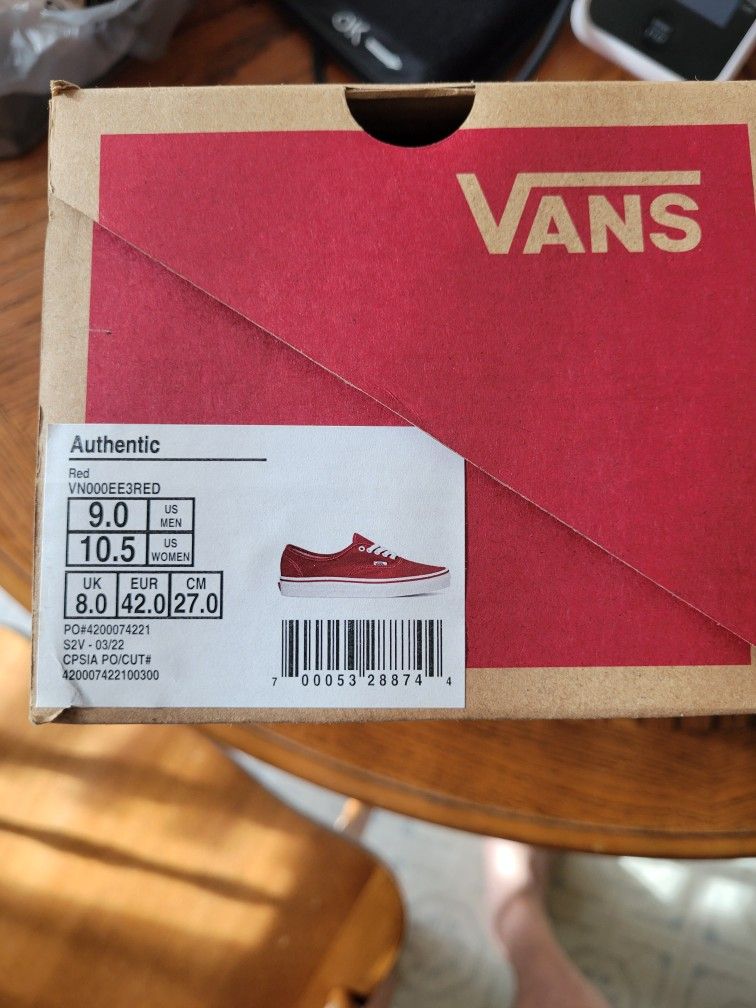 OK
VANS
Authentic
Red
VN000EE3RED
9.0 US MEN
10.5 US WOMEN
UK EUR CM
8.0 42.0 27.0
PO#4200074221
S2V - 03/22
CPSIA PO/CUT#
420007422100300
7 00053 28874 4